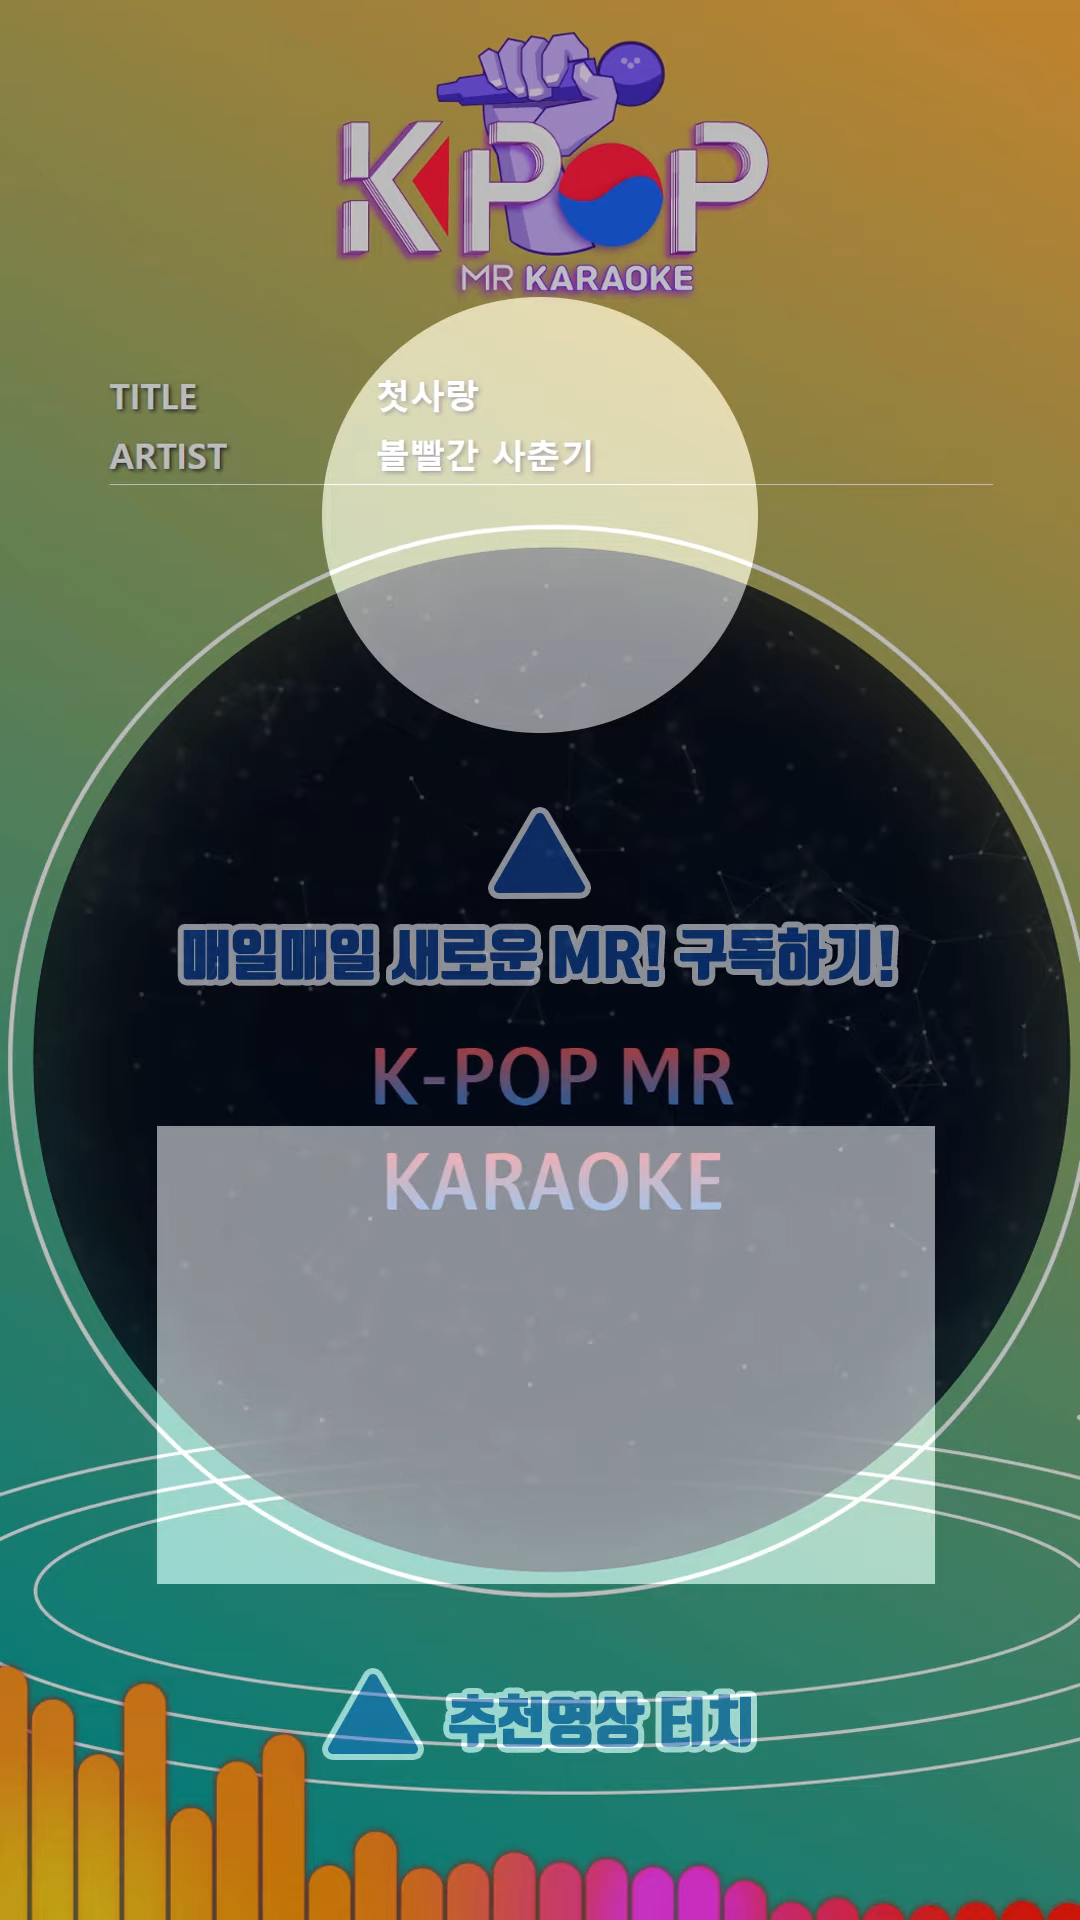 KPOP
MR KARAOKE
TITLE 첫사랑
ARTIST 볼빨간 사춘기
매일매일 새로운 MR! 구독하기!
K-POP MR
KARAOKE
추천영상 터치